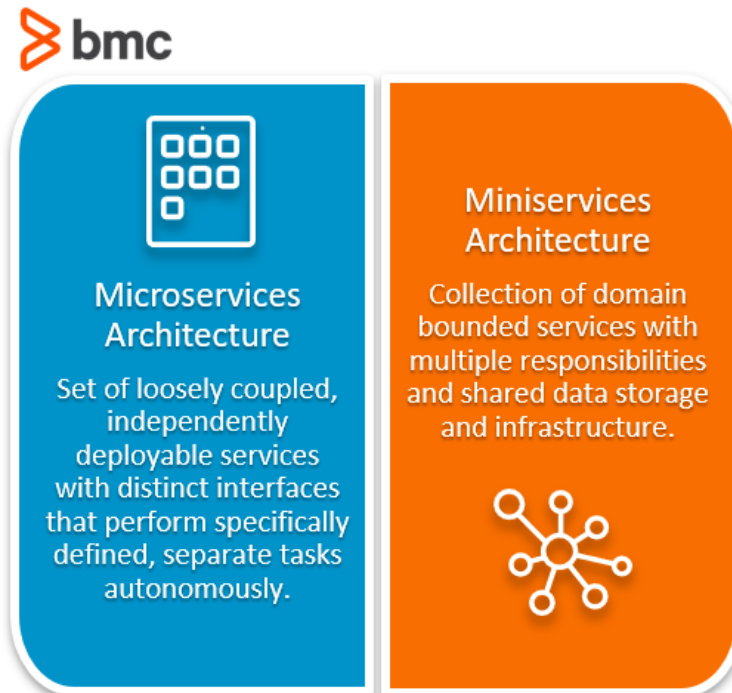 bmc
Microservices
Architecture
Set of loosely coupled,
independently
deployable services
with distinct interfaces
that perform specifically
defined, separate tasks
autonomously.
Miniservices
Architecture
Collection of domain
bounded services with
multiple responsibilities
and shared data storage
and infrastructure.